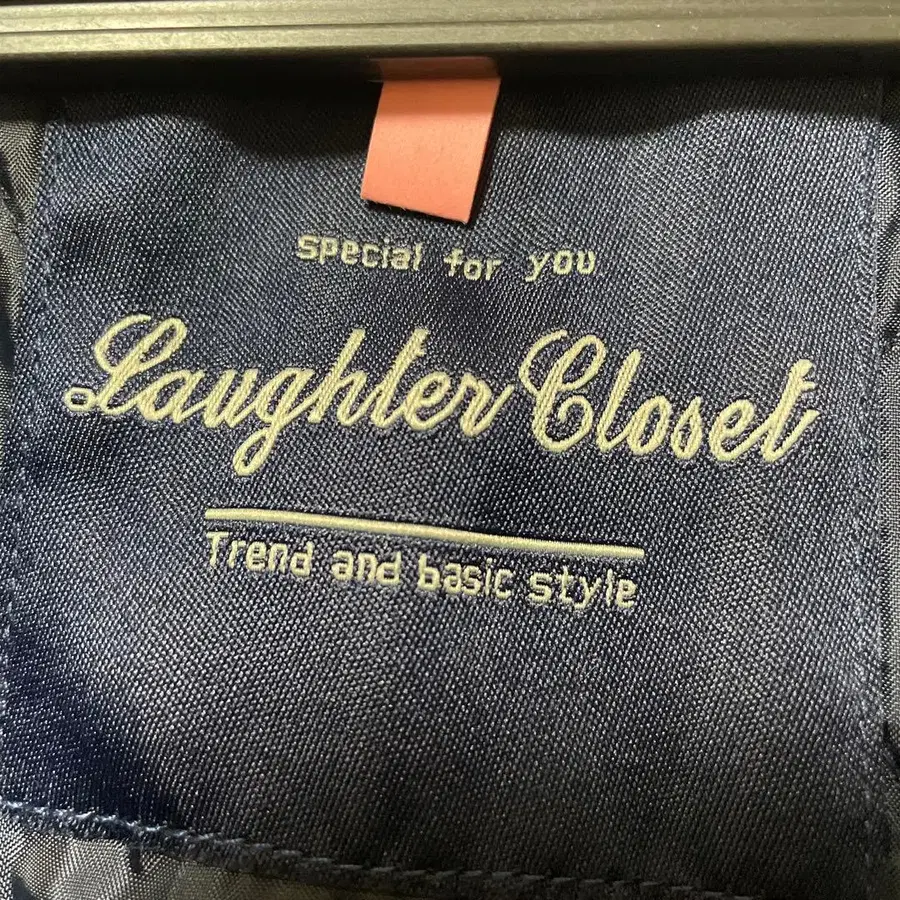 special for you
Laughter Closet
Trend and basic style